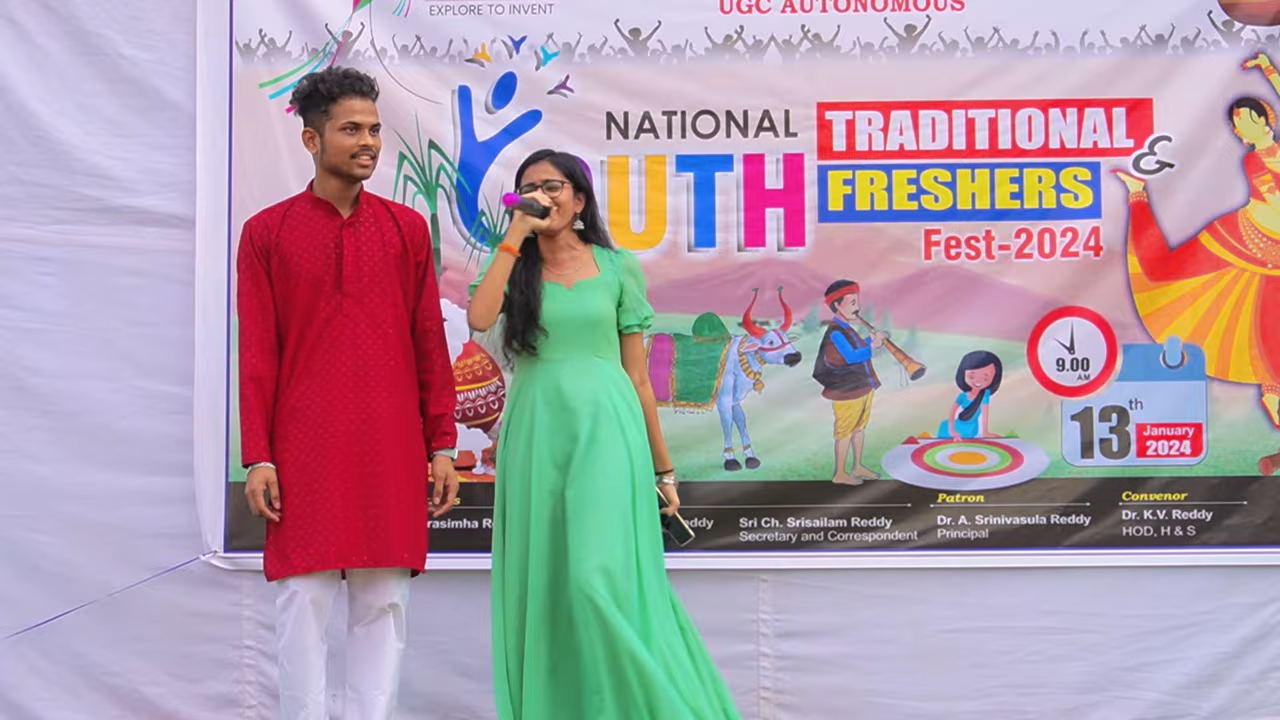 EXPLORE TO INVENT
UGC AUTONOMOUS
NATIONAL
UTH
TRADITIONAL
&
FRESHERS
Fest-2024
9.00
AM
13th
January
2024
Patron
Convenor
Sri Ch. Srisailam Reddy
Secretary and Correspondent
Dr. A. Srinivasula Reddy
Principal
Dr. K.V. Reddy
HOD, H & S